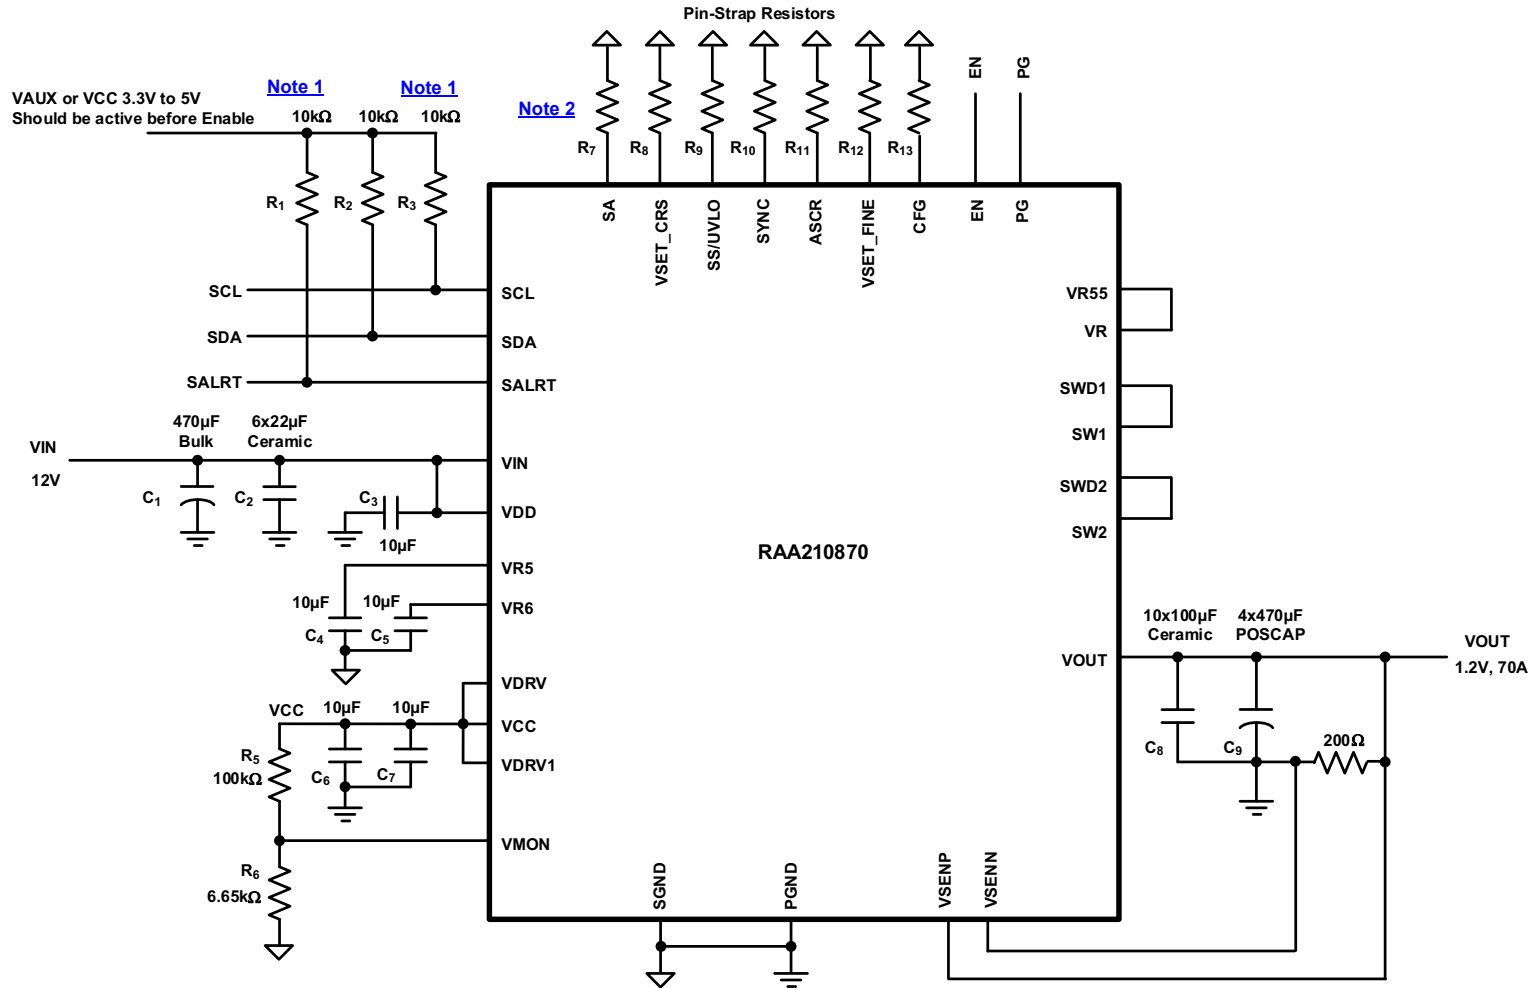 Pin-Strap Resistors
Note 1
Note 1
VAUX or VCC 3.3V to 5V
Should be active before Enable
10kΩ
10kΩ
10kΩ
Note 2
EN
PG
R7
R8
R9
R10
R11
R12
R13
R1
R2
R3
SA
VSET_CRS
SS/UVLO
SYNC
ASCR
VSET_FINE
CFG
EN
PG
SCL
SCL
SDA
SDA
SALRT
SALRT
VR55
VR
SWD1
SW1
SWD2
SW2
470µF
Bulk
6x22µF
Ceramic
VIN
12V
VIN
C1
C2
C3
10µF
VDD
RAA210870
VR5
10µF
10µF
VR6
C4
C5
10x100µF
Ceramic
4x470µF
POSCAP
VOUT
VOUT
1.2V, 70A
C8
C9
200Ω
VDRV
VCC
10µF
10µF
VCC
VDRV1
R5
100kΩ
C6
C7
VMON
R6
6.65kΩ
SGND
PGND
VSENP
VSENN